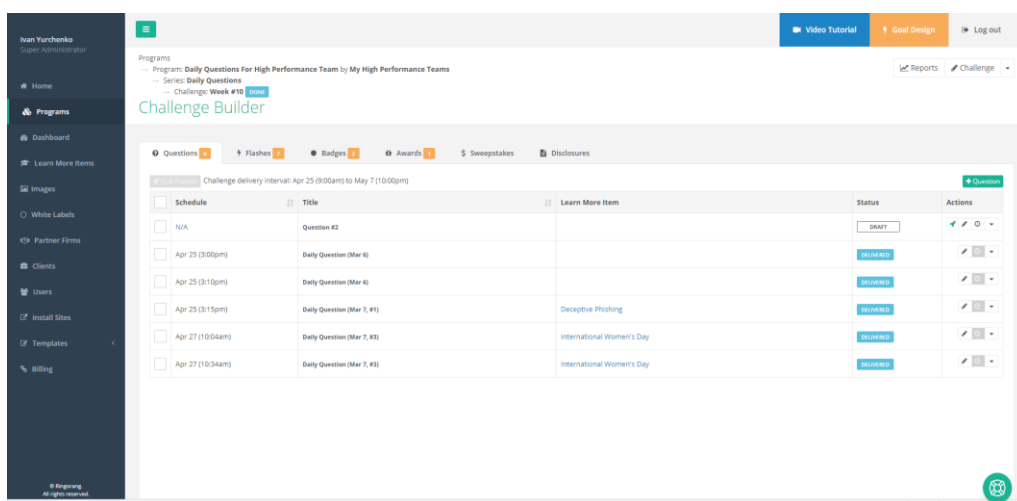 Ivan Yurchenko
Super Administrator
Video Tutorial
Goal Design
Log out
Home
Programs
Dashboard
Learn More Items
Images
White Labels
Partner Firms
Clients
Users
Install Sites
Templates
Billing
© Ringorang
All rights reserved.
Programs
→ Program: Daily Questions For High Performance Team by My High Performance Teams
→ Series: Daily Questions
→ Challenge: Week #10 DONE
Challenge Builder
Reports
Challenge
Questions 6
Flashes
Badges
Awards 1
$ Sweepstakes
Disclosures
Challenge delivery interval: Apr 25 (9:00am) to May 7 (10:00pm)
+Question
Schedule Title Learn More Item Status Actions
N/A Question #2 DRAFT
Apr 25 (3:00pm) Daily Question (Mar 6) DELIVERED
Apr 25 (3:10pm) Daily Question (Mar 6) DELIVERED
Apr 25 (3:15pm) Daily Question (Mar 7, #1) Deceptive Phishing DELIVERED
Apr 27 (10:04am) Daily Question (Mar 7, #3) International Women's Day DELIVERED
Apr 27 (10:34am) Daily Question (Mar 7, #3) International Women's Day DELIVERED